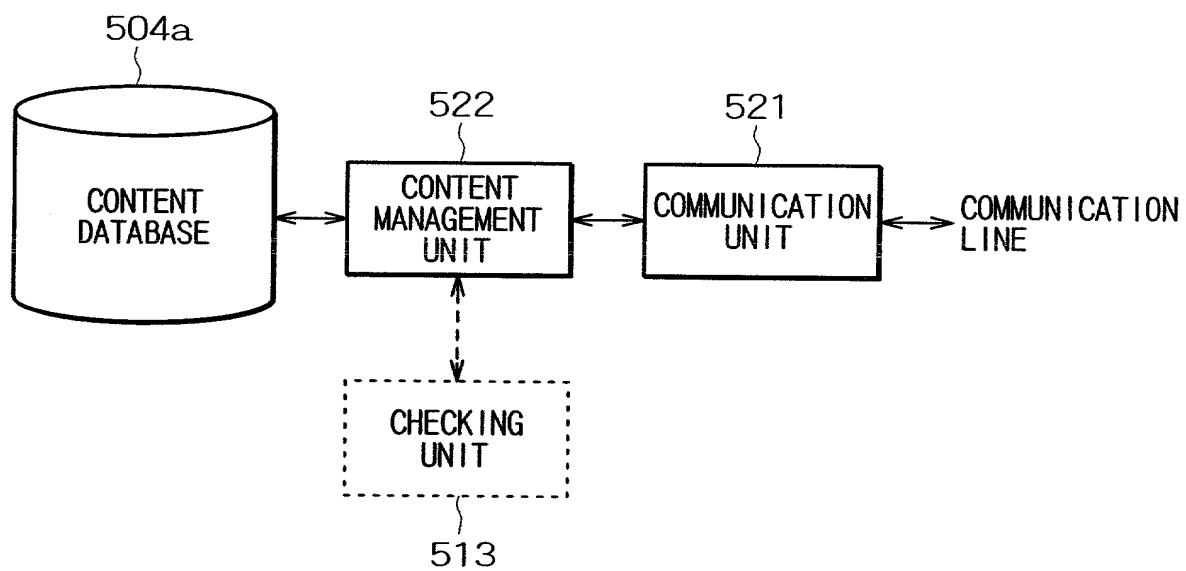 504a
522
521
CONTENT
DATABASE
CONTENT
MANAGEMENT
UNIT
COMMUNICATION
UNIT
COMMUNICATION
LINE
CHECKING
UNIT
513